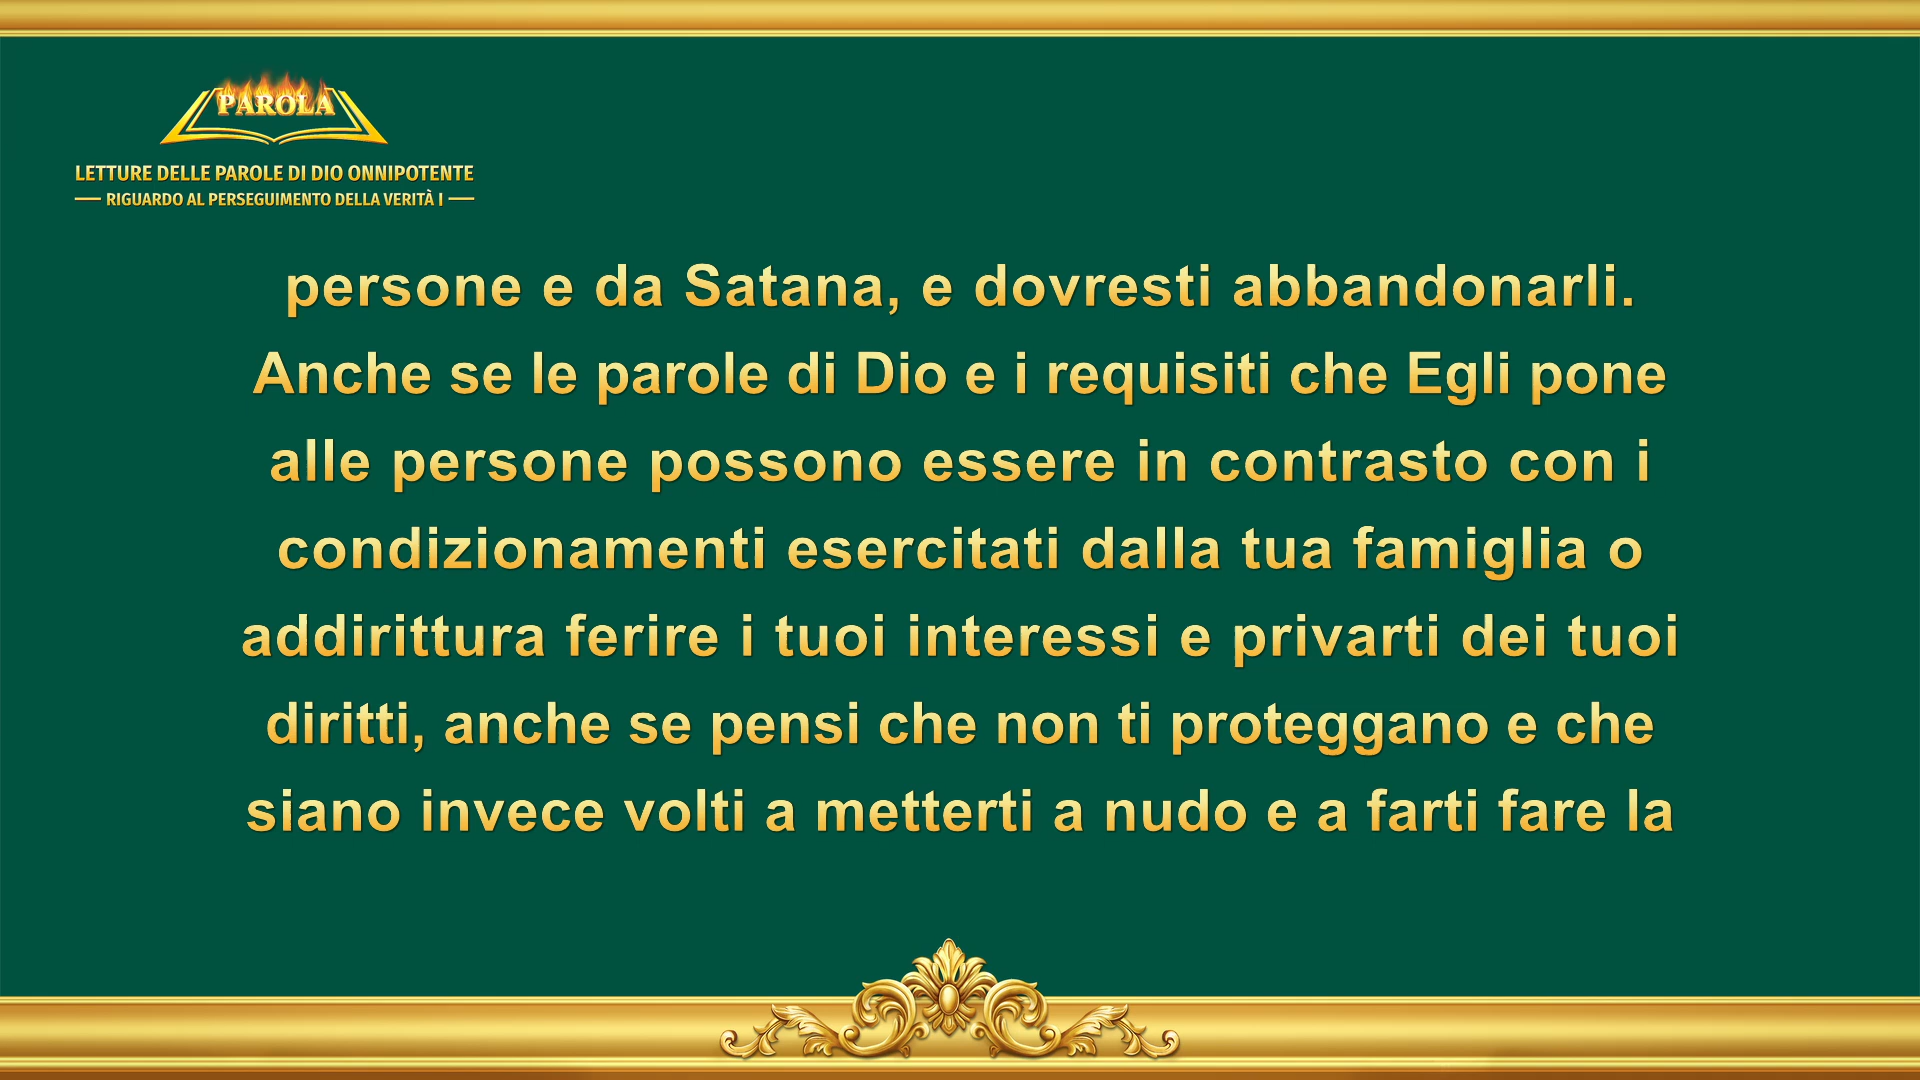 PAROLA
LETTURE DELLE PAROLE DI DIO ONNIPOTENTE
RIGUARDO AL PERSEGUIMENTO DELLA VERITÀ I
persone e da Satana, e dovresti abbandonarli.
Anche se le parole di Dio e i requisiti che Egli pone
alle persone possono essere in contrasto con i
condizionamenti esercitati dalla tua famiglia o
addirittura ferire i tuoi interessi e privarti dei tuoi
diritti, anche se pensi che non ti proteggano e che
siano invece volti a metterti a nudo e a farti fare la